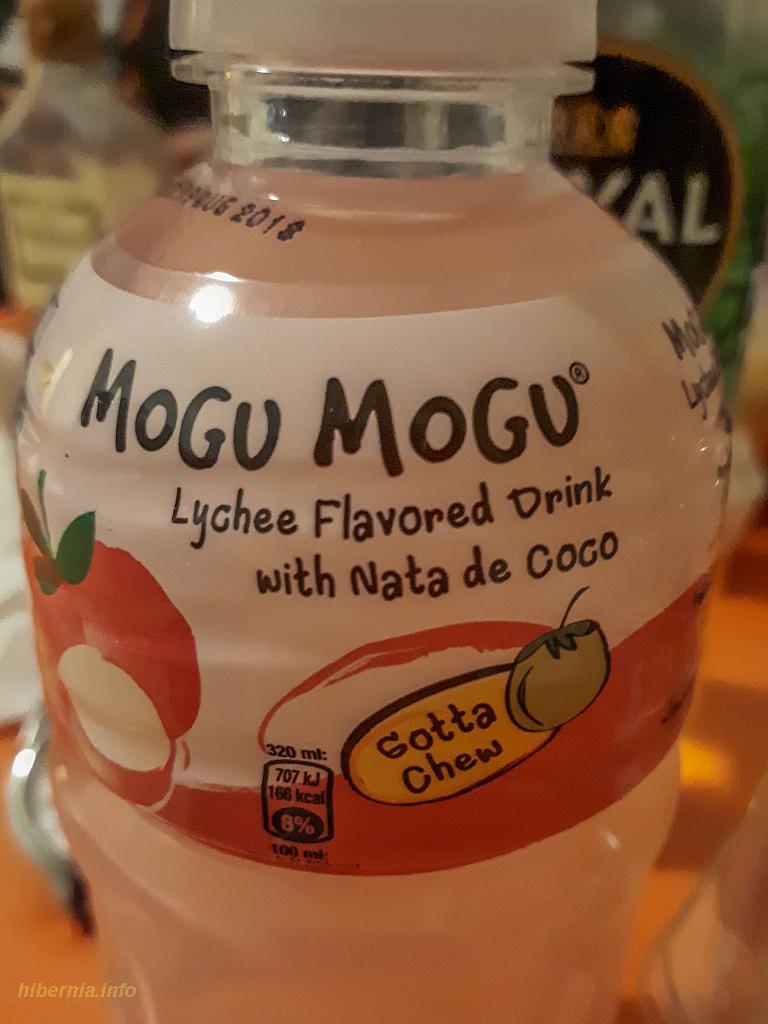 AUG 2018
MOGU MOGU®
Lychee Flavored Drink
with Nata de Coco
Gotta
Chew
320 ml:
707 kJ
166 kcal
8%
100 ml:
hibernia.info